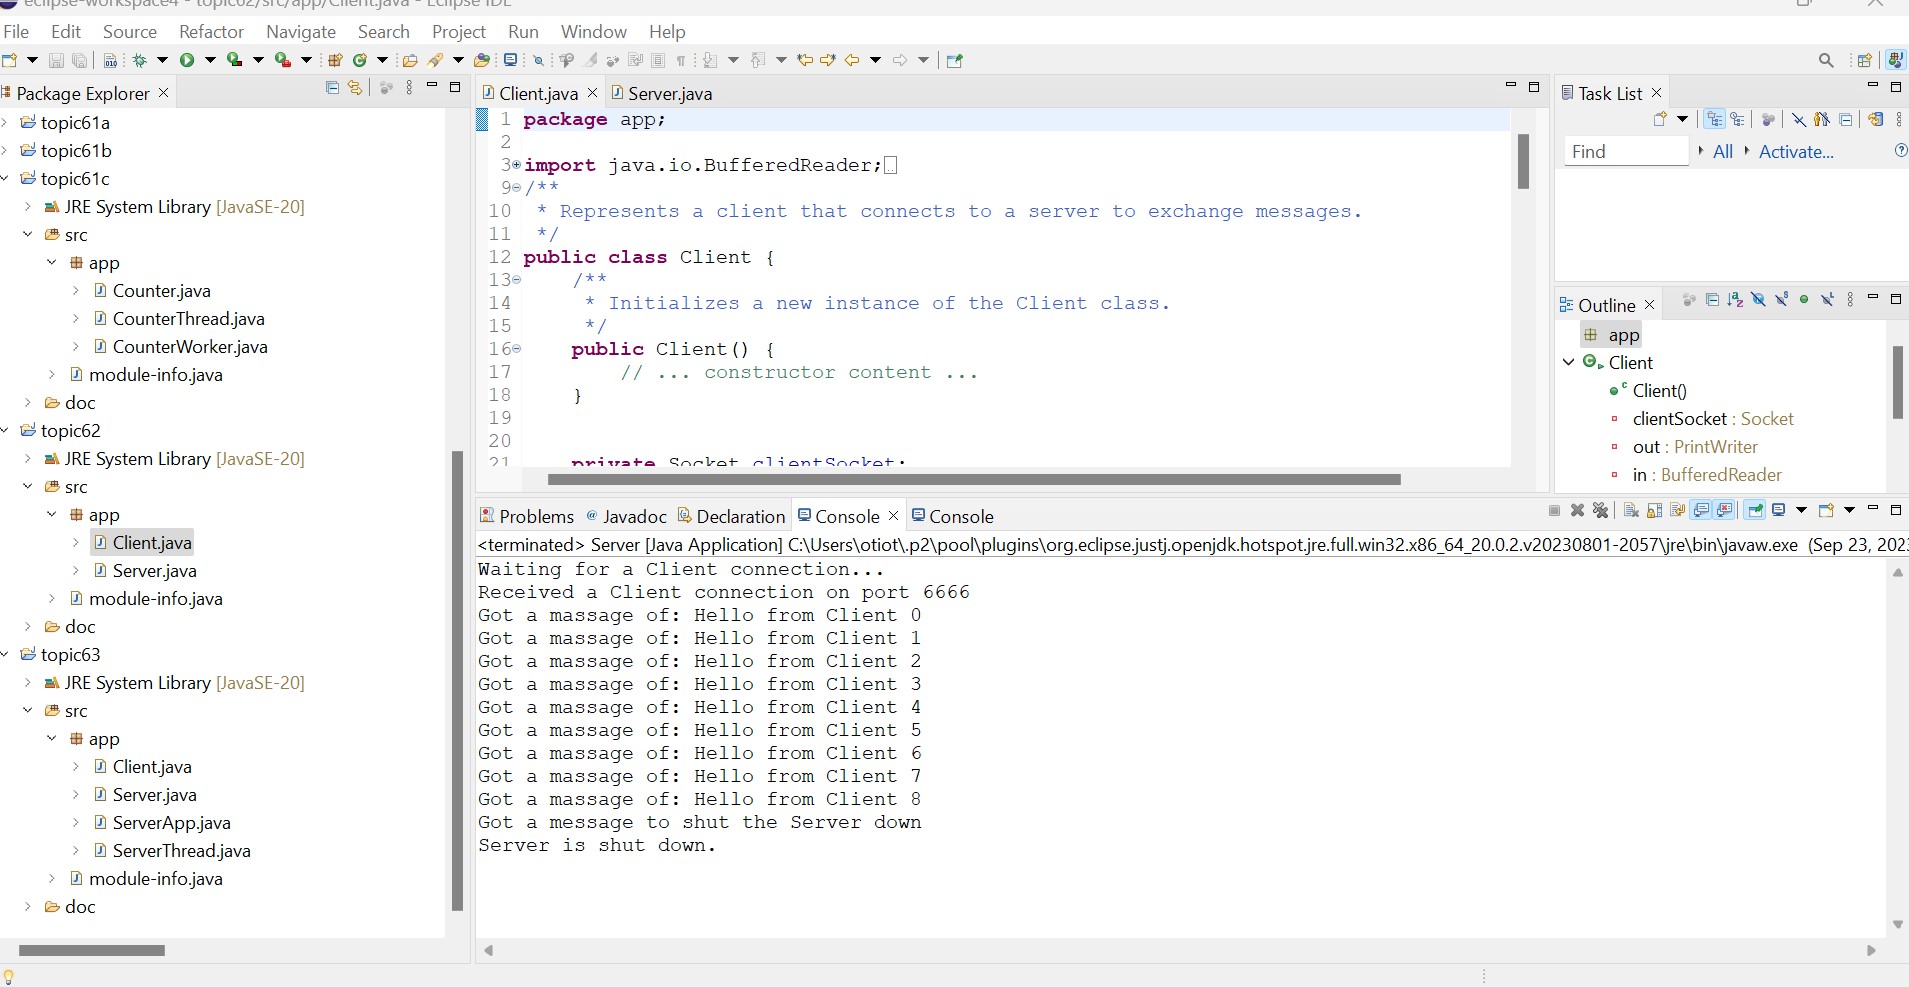 eclipse-workspace4 - topic62/src/app/Client.java - Eclipse IDE
File Edit Source Refactor Navigate Search Project Run Window Help
Package Explorer
topic61a
topic61b
topic61c
JRE System Library [JavaSE-20]
src
app
Counter.java
CounterThread.java
CounterWorker.java
module-info.java
doc
topic62
JRE System Library [JavaSE-20]
src
app
Client.java
Server.java
module-info.java
doc
topic63
JRE System Library [JavaSE-20]
src
app
Client.java
Server.java
ServerApp.java
ServerThread.java
module-info.java
doc
Client.java Server.java
1 package app;
2
3 import java.io.BufferedReader;
9 /**
10 * Represents a client that connects to a server to exchange messages.
11 */
12 public class Client {
13 /**
14 * Initializes a new instance of the Client class.
15 */
16 public Client() {
17 // ... constructor content ...
18 }
19
20
21 private Socket clientSocket;
Task List
Find All Activate...
Outline
app
Client
Client()
clientSocket : Socket
out : PrintWriter
in : BufferedReader
Problems Javadoc Declaration Console Console
<terminated> Server [Java Application] C:\Users\otiot\.p2\pool\plugins\org.eclipse.justj.openjdk.hotspot.jre.full.win32.x86_64_20.0.2.v20230801-2057\jre\bin\javaw.exe (Sep 23, 202
Waiting for a Client connection...
Received a Client connection on port 6666
Got a massage of: Hello from Client 0
Got a massage of: Hello from Client 1
Got a massage of: Hello from Client 2
Got a massage of: Hello from Client 3
Got a massage of: Hello from Client 4
Got a massage of: Hello from Client 5
Got a massage of: Hello from Client 6
Got a massage of: Hello from Client 7
Got a massage of: Hello from Client 8
Got a message to shut the Server down
Server is shut down.